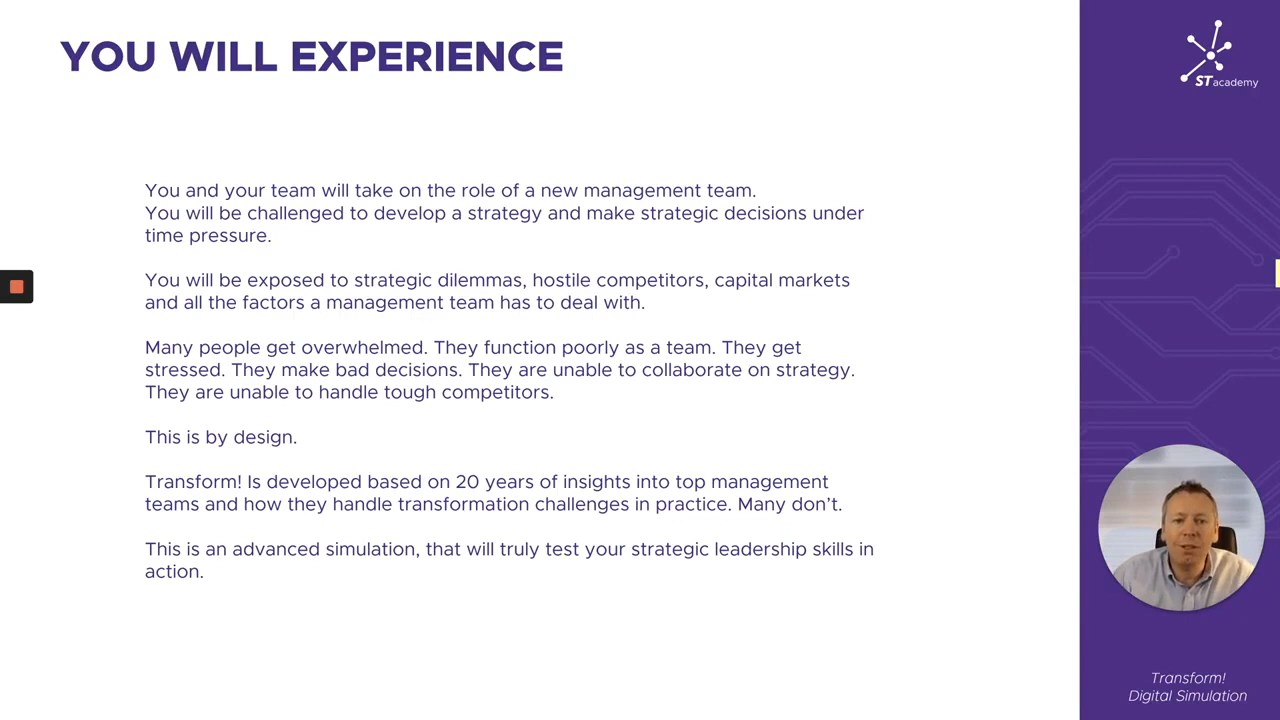 YOU WILL EXPERIENCE
STacademy
You and your team will take on the role of a new management team.
You will be challenged to develop a strategy and make strategic decisions under
time pressure.
You will be exposed to strategic dilemmas, hostile competitors, capital markets
and all the factors a management team has to deal with.
Many people get overwhelmed. They function poorly as a team. They get
stressed. They make bad decisions. They are unable to collaborate on strategy.
They are unable to handle tough competitors.
This is by design.
Transform! Is developed based on 20 years of insights into top management
teams and how they handle transformation challenges in practice. Many don’t.
This is an advanced simulation, that will truly test your strategic leadership skills in
action.
Transform!
Digital Simulation